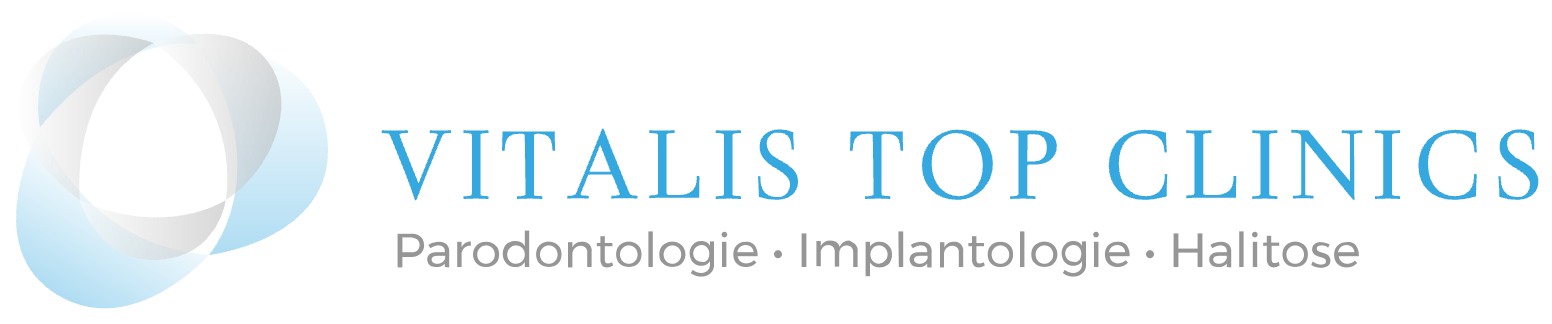 VITALIS TOP CLINICS
Parodontologie • Implantologie • Halitose